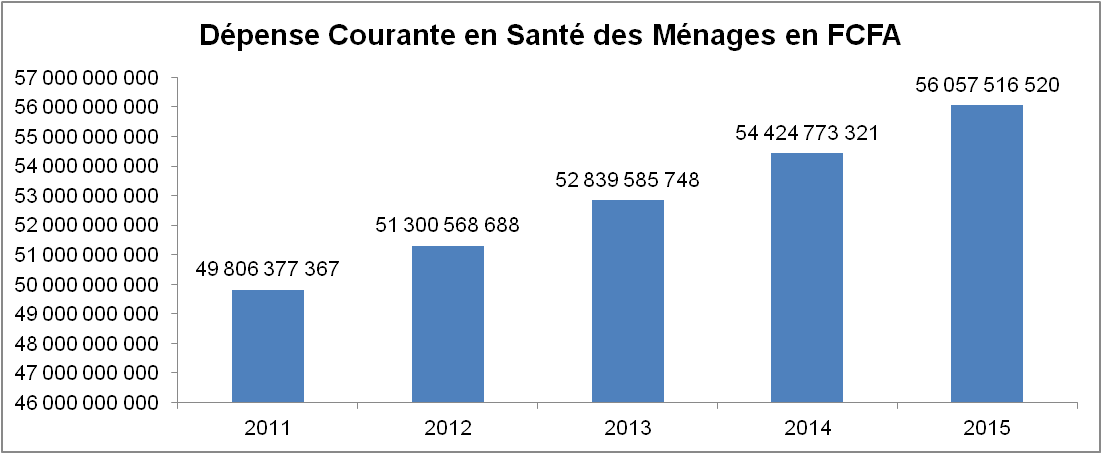 Dépense Courante en Santé des Ménages en FCFA
57 000 000 000
56 000 000 000
55 000 000 000
54 000 000 000
53 000 000 000
52 000 000 000
51 000 000 000
50 000 000 000
49 000 000 000
48 000 000 000
47 000 000 000
46 000 000 000
49 806 377 367
51 300 568 688
52 839 585 748
54 424 773 321
56 057 516 520
2011 2012 2013 2014 2015